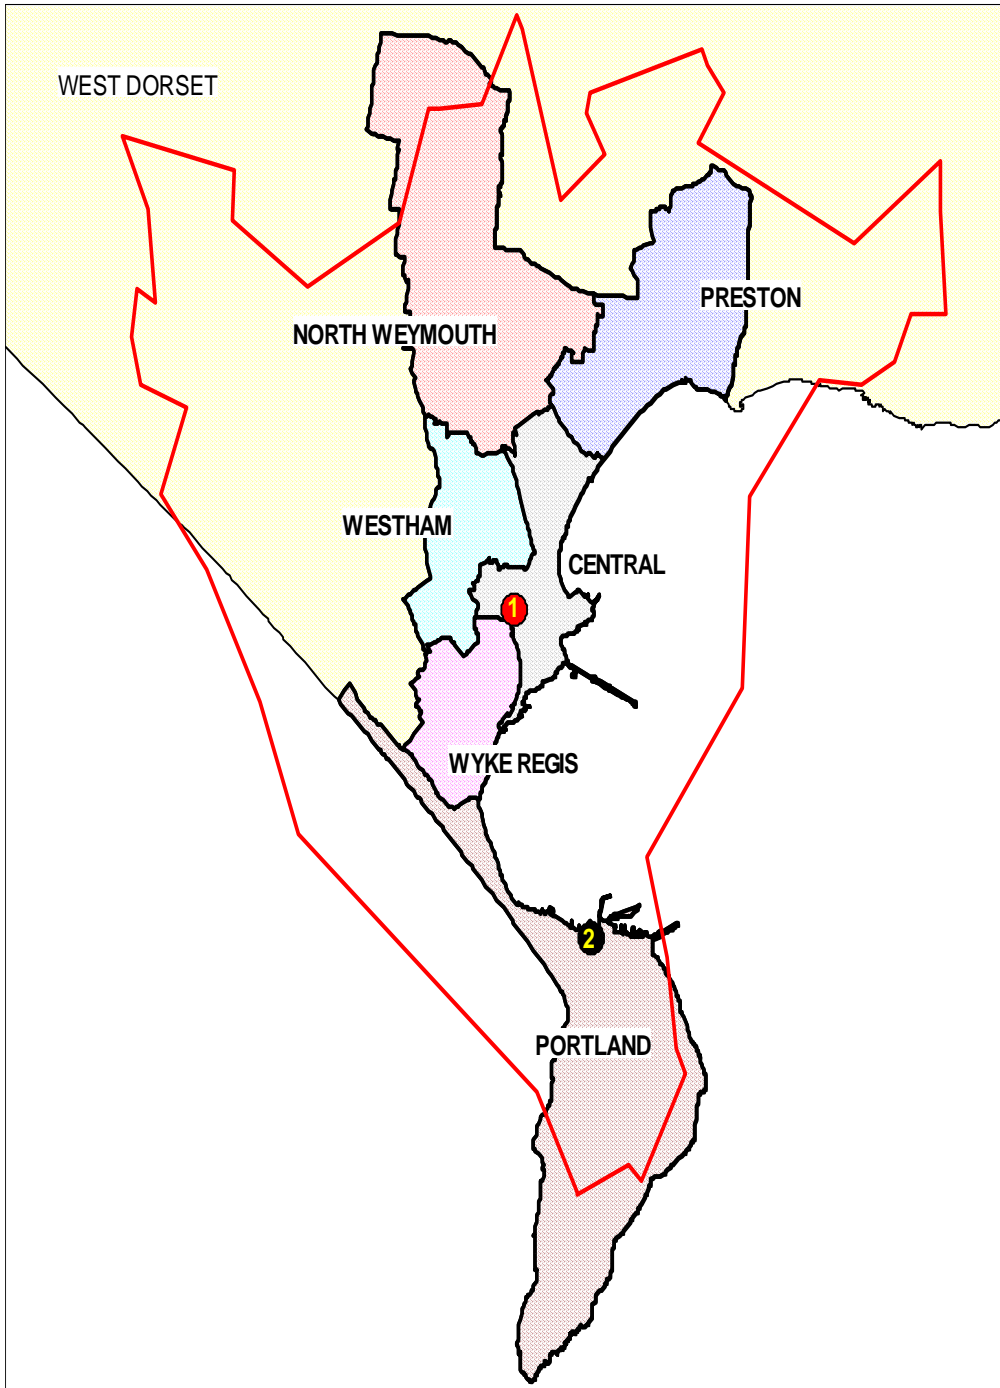 WEST DORSET
PRESTON
NORTH WEYMOUTH
WESTHAM
CENTRAL
1
WYKE REGIS
2
PORTLAND